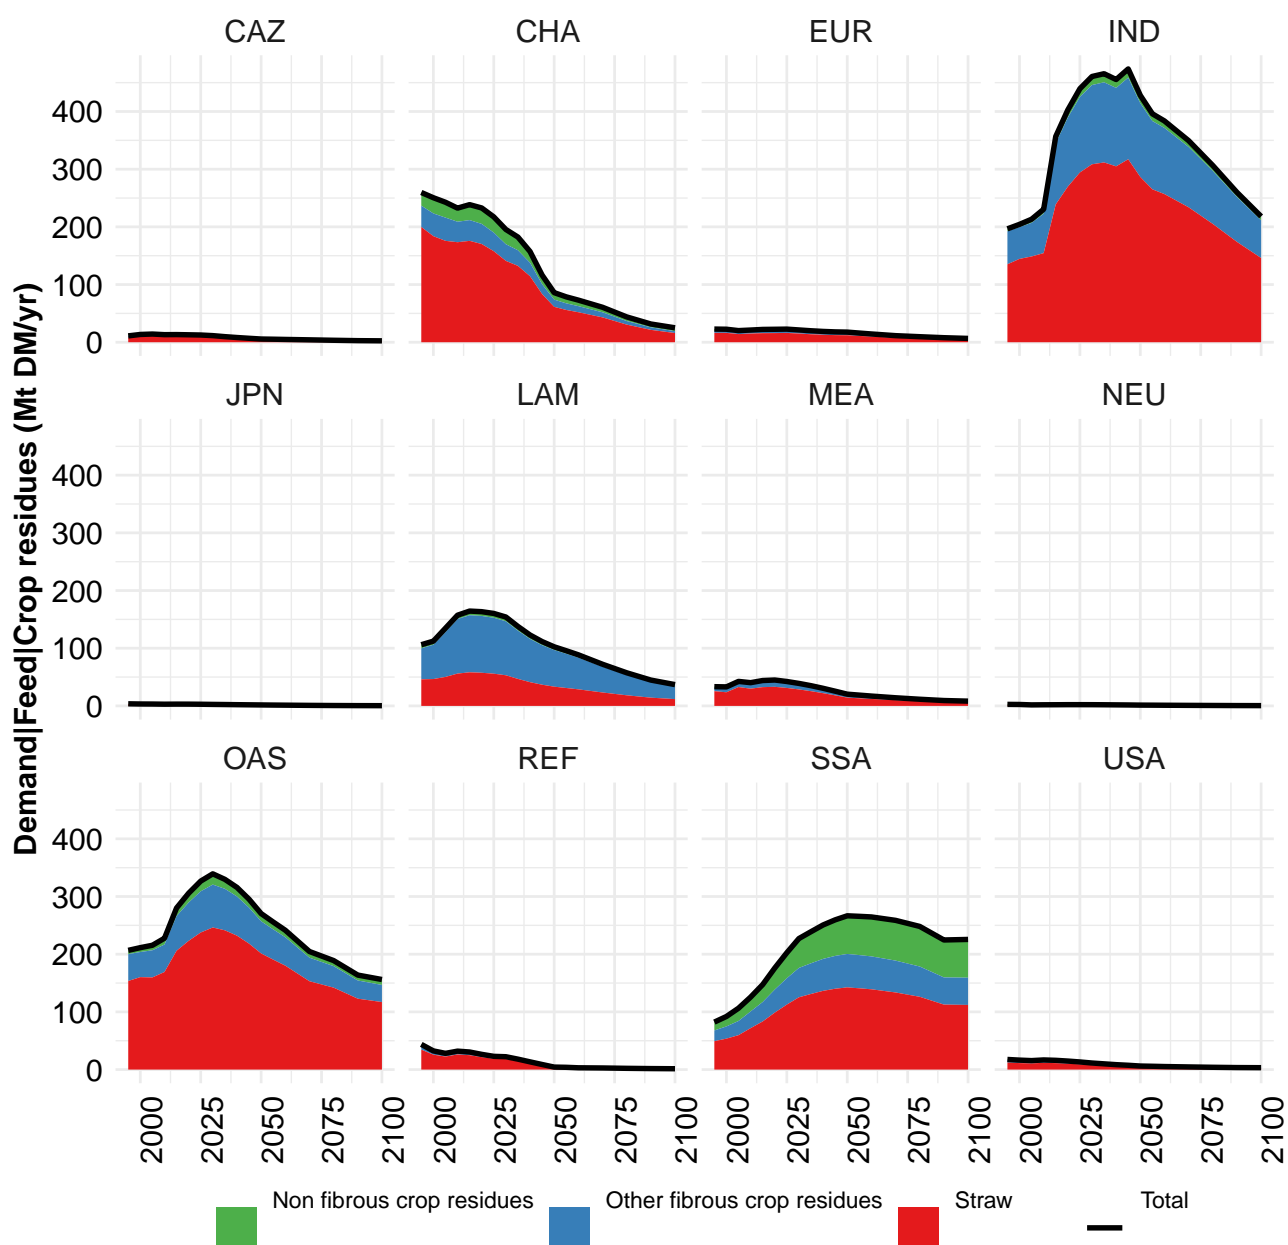 CAZ CHA EUR IND
400
300
200
100
0
JPN LAM MEA NEU
400
300
200
100
0
OAS REF SSA USA
400
300
200
100
0
Demand|Feed|Crop residues (Mt DM/yr)
2000 2025 2050 2075 2100 2000 2025 2050 2075 2100 2000 2025 2050 2075 2100 2000 2025 2050 2075 2100
Non fibrous crop residues Other fibrous crop residues Straw Total